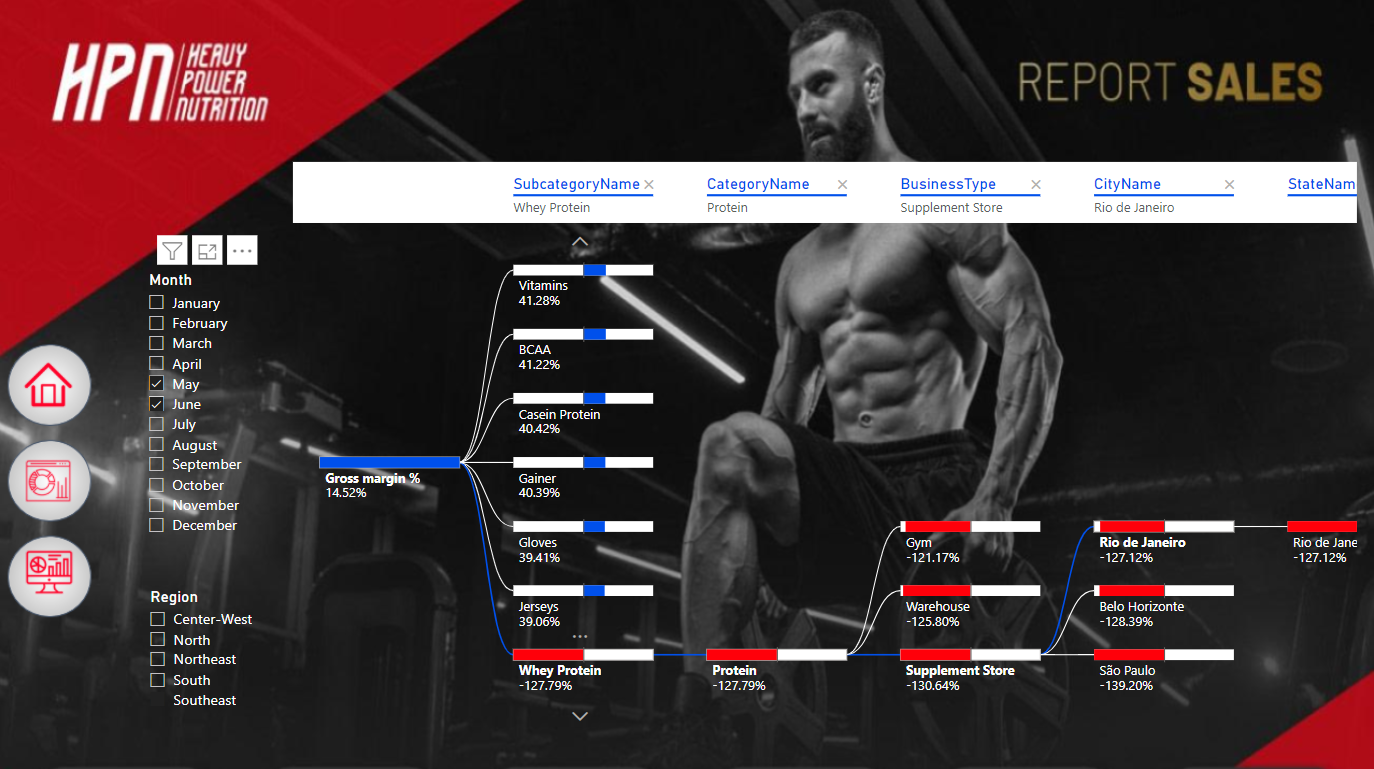 HPN
HEAVY
POWER
NUTRITION
REPORT SALES
SubcategoryName
Whey Protein
CategoryName
Protein
BusinessType
Supplement Store
CityName
Rio de Janeiro
StateNam
Month
January
February
March
April
May
June
July
August
September
October
November
December
Region
Center-West
North
Northeast
South
Southeast
Gross margin %
14.52%
Vitamins
41.28%
BCAA
41.22%
Casein Protein
40.42%
Gainer
40.39%
Gloves
39.41%
Jerseys
39.06%
Whey Protein
-127.79%
Protein
-127.79%
Gym
-121.17%
Warehouse
-125.80%
Supplement Store
-130.64%
Rio de Janeiro
-127.12%
Belo Horizonte
-128.39%
São Paulo
-139.20%
Rio de Jane
-127.12%